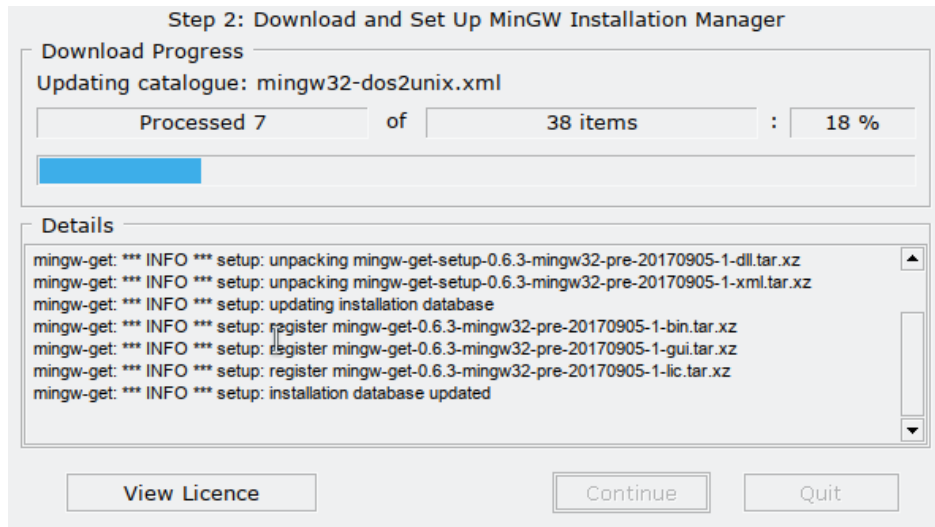 Step 2: Download and Set Up MinGW Installation Manager
Download Progress
Updating catalogue: mingw32-dos2unix.xml
Processed 7 of 38 items : 18 %
Details
mingw-get: *** INFO *** setup: unpacking mingw-get-setup-0.6.3-mingw32-pre-20170905-1-dll.tar.xz
mingw-get: *** INFO *** setup: unpacking mingw-get-setup-0.6.3-mingw32-pre-20170905-1-xml.tar.xz
mingw-get: *** INFO *** setup: updating installation database
mingw-get: *** INFO *** setup: register mingw-get-0.6.3-mingw32-pre-20170905-1-bin.tar.xz
mingw-get: *** INFO *** setup: register mingw-get-0.6.3-mingw32-pre-20170905-1-gui.tar.xz
mingw-get: *** INFO *** setup: register mingw-get-0.6.3-mingw32-pre-20170905-1-lic.tar.xz
mingw-get: *** INFO *** setup: installation database updated
View Licence Continue Quit